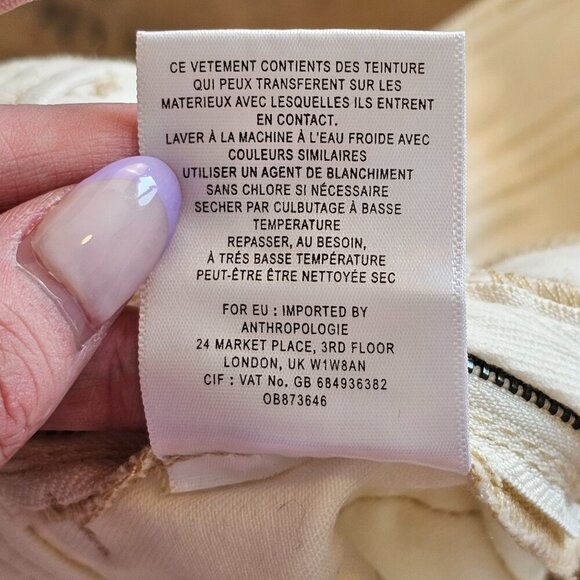 CE VETEMENT CONTIENTS DES TEINTURE
QUI PEUX TRANSFERENT SUR LES
MATERIEUX AVEC LESQUELLES ILS ENTRENT
EN CONTACT.
LAVER À LA MACHINE À L'EAU FROIDE AVEC
COULEURS SIMILAIRES
UTILISER UN AGENT DE BLANCHIMENT
SANS CHLORE SI NÉCESSAIRE
SECHER PAR CULBUTAGE À BASSE
TEMPERATURE
REPASSER, AU BESOIN,
À TRÉS BASSE TEMPÉRATURE
PEUT-ÊTRE ÊTRE NETTOYÉE SEC
FOR EU : IMPORTED BY
ANTHROPOLOGIE
24 MARKET PLACE, 3RD FLOOR
LONDON, UK W1W8AN
CIF : VAT No. GB 684936382
OB873646